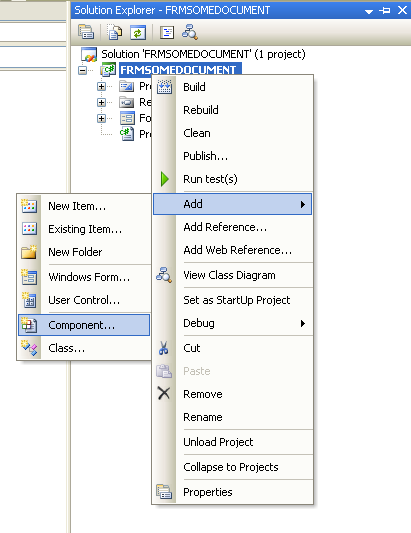 Solution Explorer - FRMSOMEDOCUMENT
Solution 'FRMSOMEDOCUMENT' (1 project)
FRMSOMEDOCUMENT
Pro
Re
Fo
Pro
Build
Rebuild
Clean
Publish...
Run test(s)
Add
Add Reference...
Add Web Reference...
View Class Diagram
Set as StartUp Project
Debug
Cut
Paste
Remove
Rename
Unload Project
Collapse to Projects
Properties
New Item...
Existing Item...
New Folder
Windows Form...
User Control...
Component...
Class...